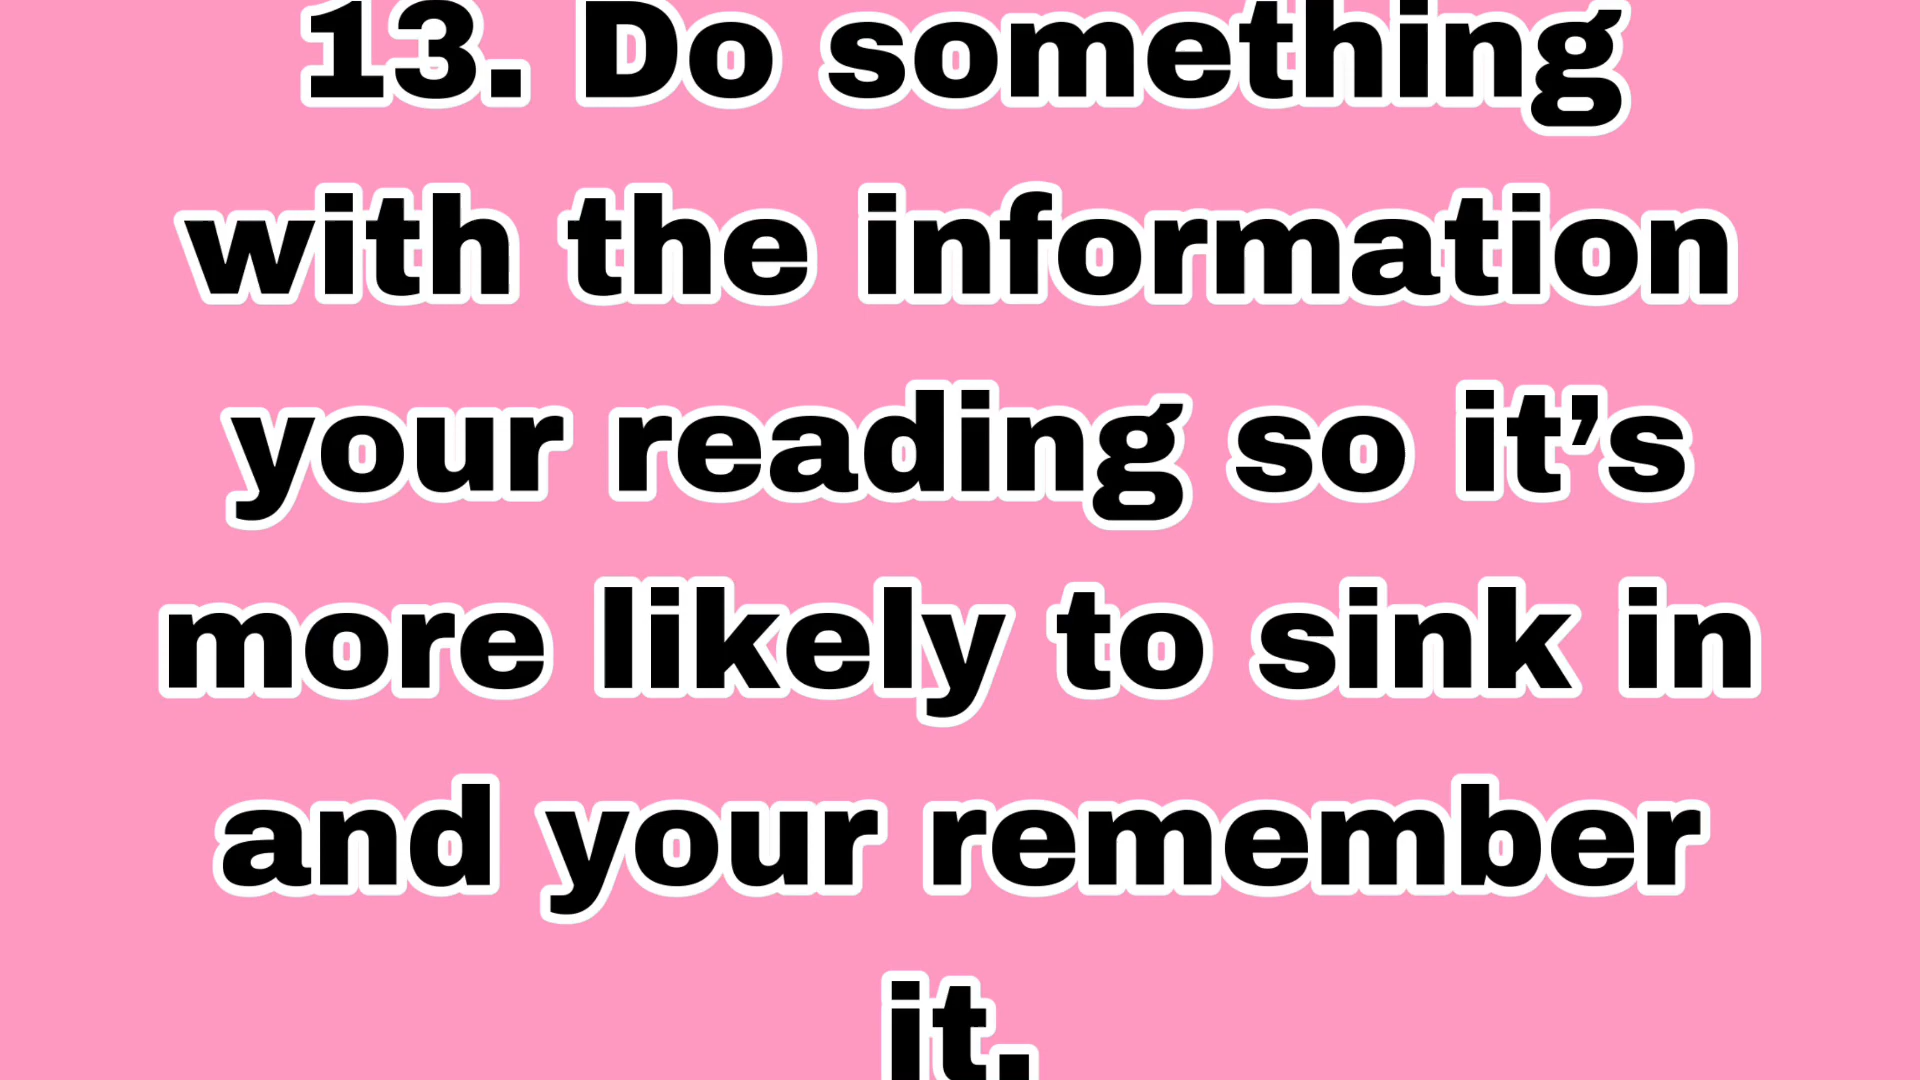 13. Do something
with the information
your reading so it’s
more likely to sink in
and your remember
it.